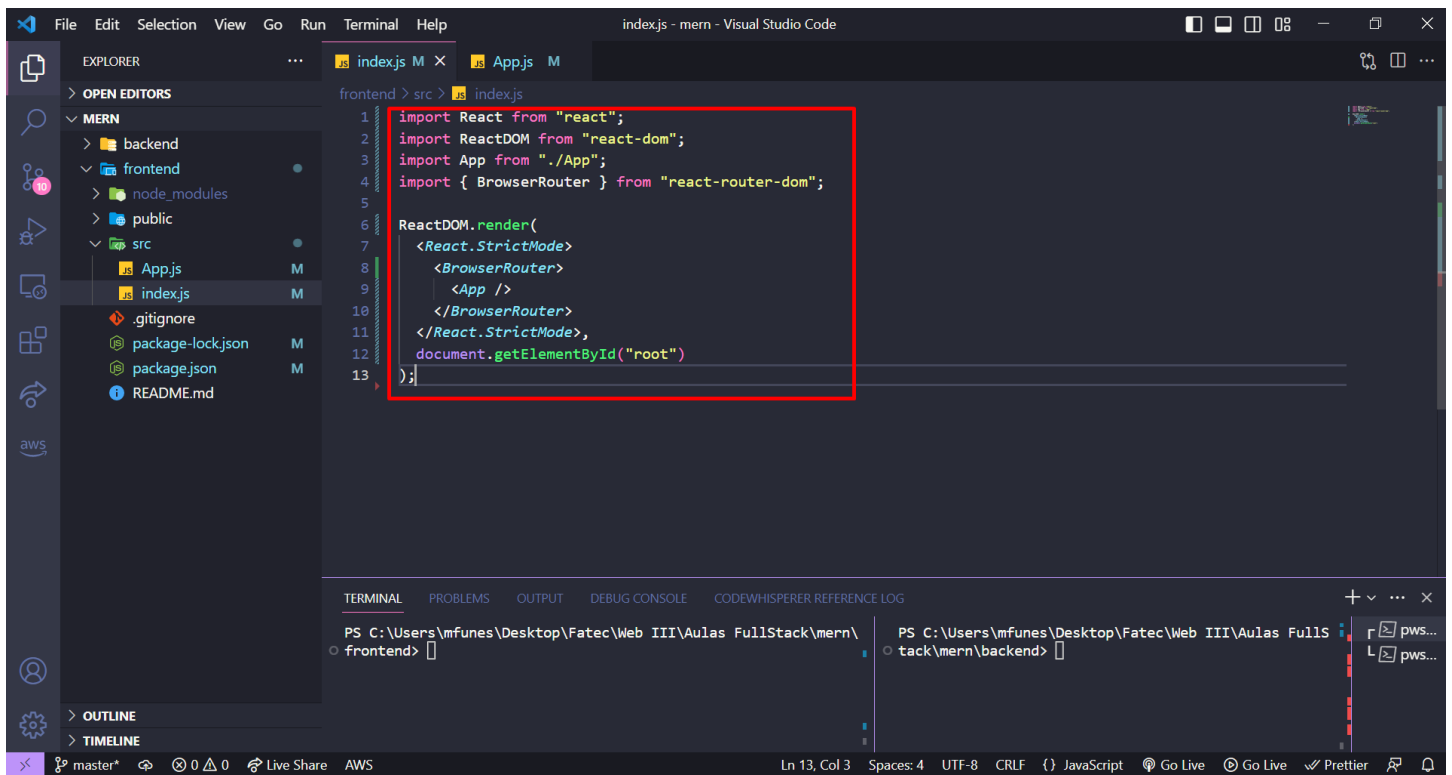 File Edit Selection View Go Run Terminal Help index.js - mern - Visual Studio Code
EXPLORER
OPEN EDITORS
MERN
backend
frontend
node_modules
public
src
App.js M
index.js M
.gitignore
package-lock.json M
package.json M
README.md
OUTLINE
TIMELINE
10
aws
index.js M App.js M
frontend > src > JS index.js
1 import React from "react";
2 import ReactDOM from "react-dom";
3 import App from "./App";
4 import { BrowserRouter } from "react-router-dom";
5
6 ReactDOM.render(
7 <React.StrictMode>
8 <BrowserRouter>
9 <App />
10 </BrowserRouter>
11 </React.StrictMode>,
12 document.getElementById("root")
13 );
TERMINAL PROBLEMS OUTPUT DEBUG CONSOLE CODEWHISPERER REFERENCE LOG
PS C:\Users\mfunes\Desktop\Fatec\Web III\Aulas FullStack\mern\
frontend>
PS C:\Users\mfunes\Desktop\Fatec\Web III\Aulas FullS
tack\mern\backend>
pws...
pws...
master* 0 0 Live Share AWS Ln 13, Col 3 Spaces: 4 UTF-8 CRLF {} JavaScript Go Live Go Live Prettier